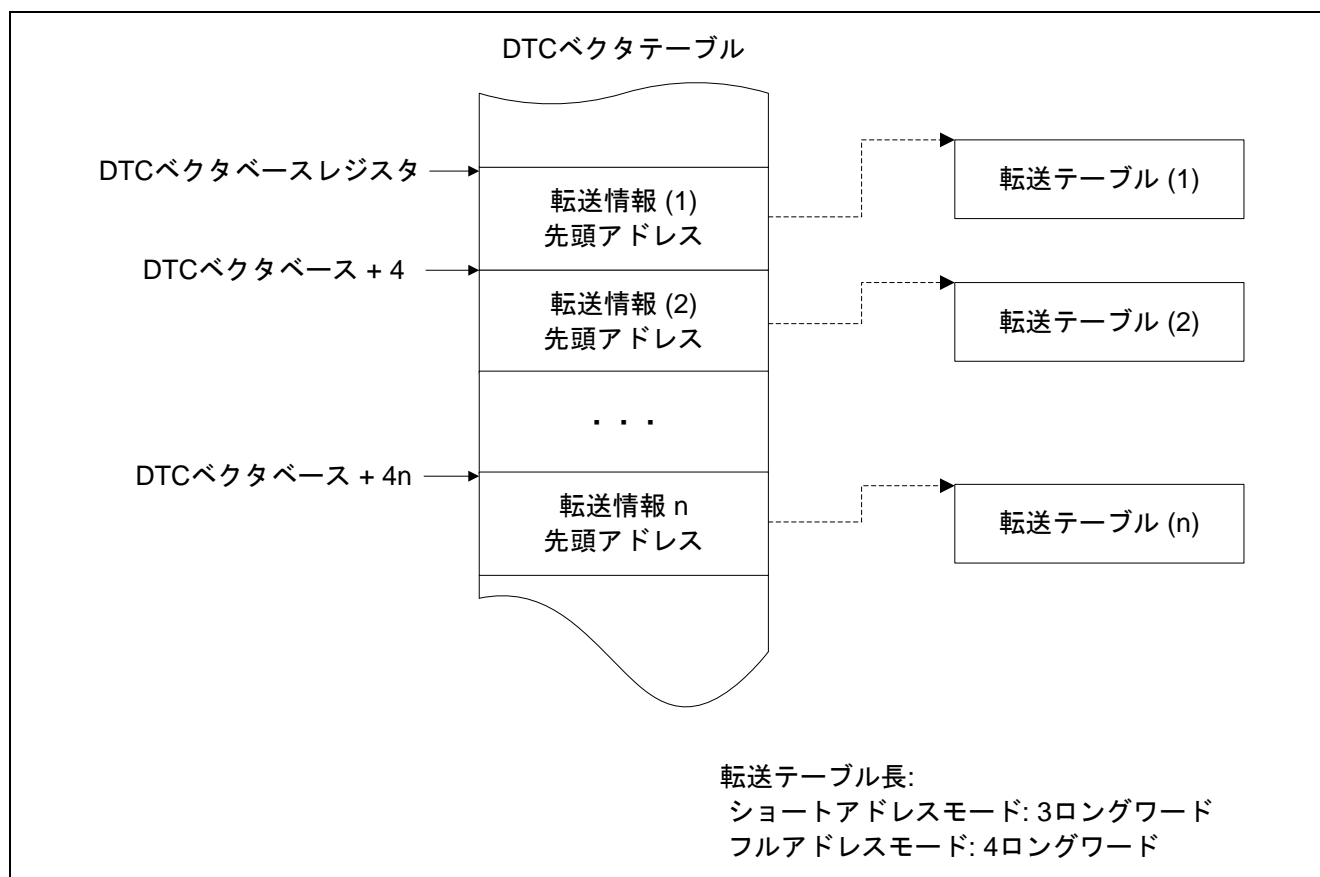 DTCベクタテーブル
DTCベクタベースレジスタ
転送情報 (1)
先頭アドレス
転送テーブル (1)
DTCベクタベース + 4
転送情報 (2)
先頭アドレス
転送テーブル (2)
・・・
DTCベクタベース + 4n
転送情報 n
先頭アドレス
転送テーブル (n)
転送テーブル長:
ショートアドレスモード: 3ロングワード
フルアドレスモード: 4ロングワード